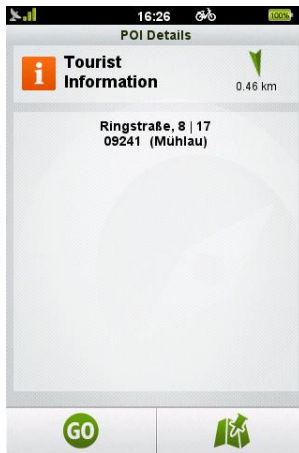 16:26
100%
POI Details
i
Tourist
Information
0.46 km
Ringstraße, 8 | 17
09241 (Mühlau)
GO